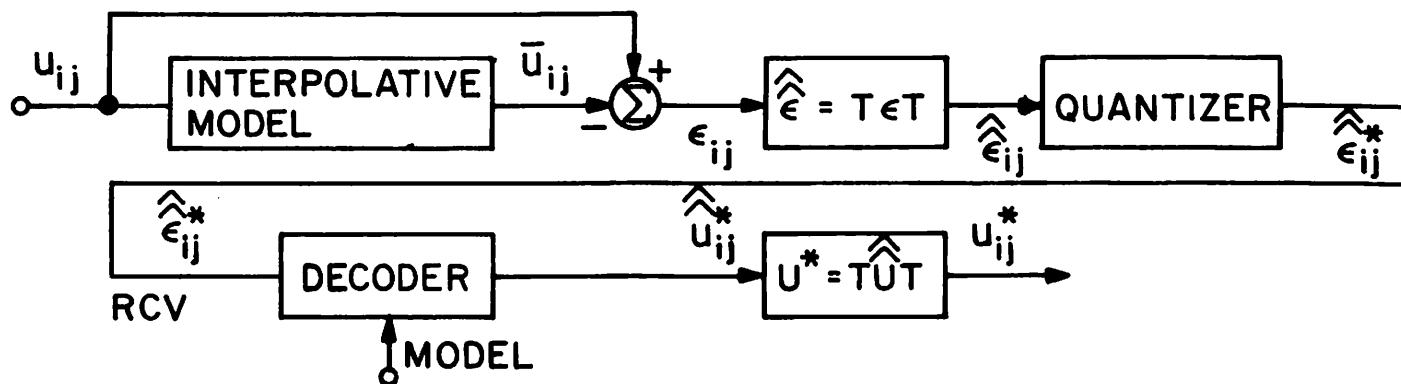 u_ij
INTERPOLATIVE
MODEL
ū_ij
+
−
Σ
ϵ_ij
ϵ̂̂ = TϵT
ϵ̂̂_ij
QUANTIZER
ϵ̂̂*_ij
ϵ̂̂*_ij
RCV
DECODER
MODEL
û̂*_ij
U* = TÛ̂T
u*_ij